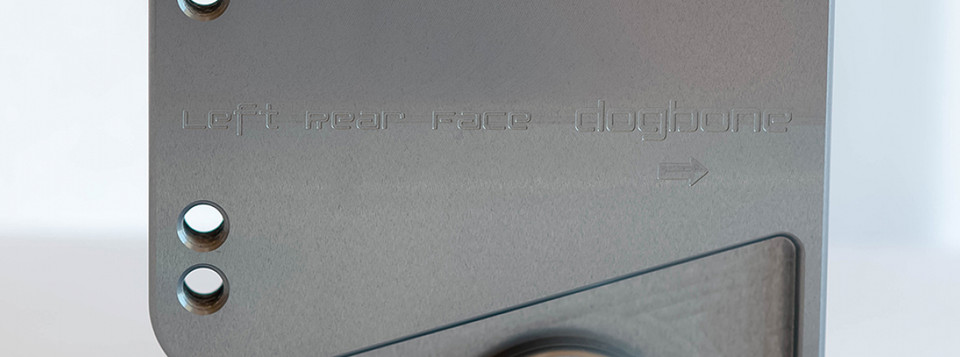 Left Rear Face dogbone